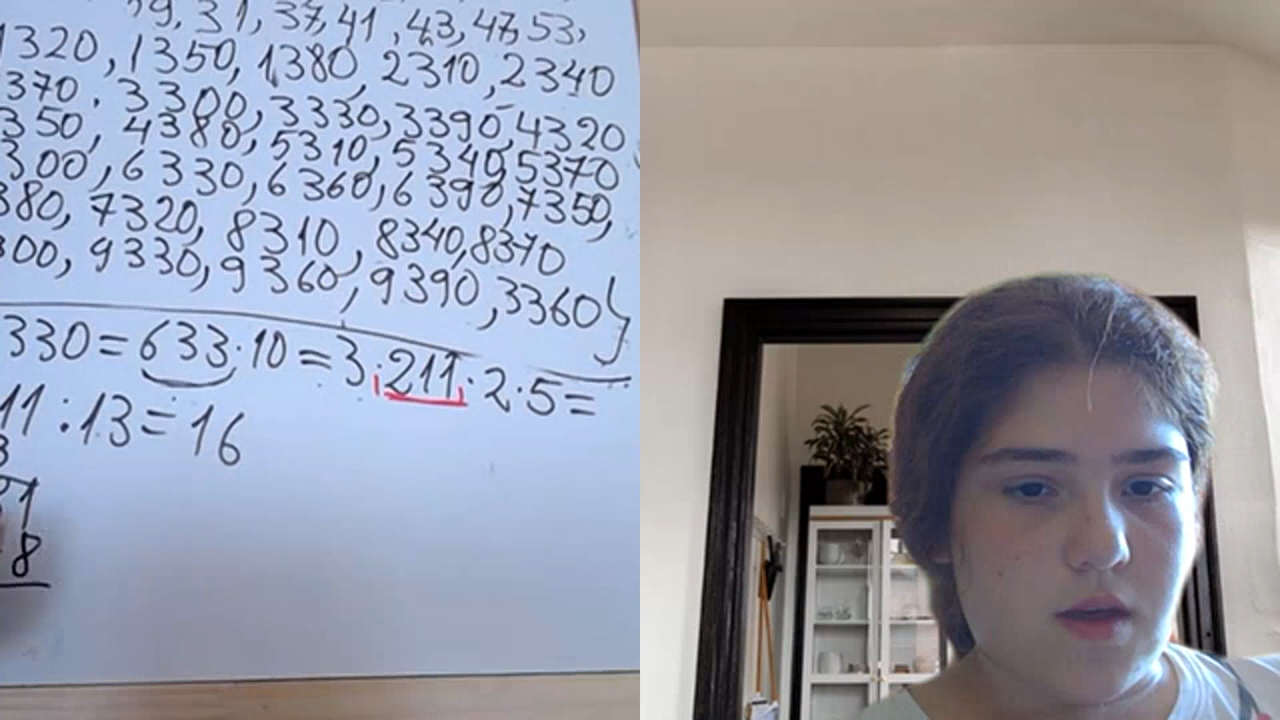 29, 31, 37, 41, 43, 47, 53,
1320, 1350, 1380, 2310, 2340
370, 3300, 3330, 3390, 4320
350, 4380, 5310, 5340, 5370
300, 6330, 6360, 6390, 7350,
380, 7320, 8310, 8340, 8370
300, 9330, 9360, 9390, 3360}
330 = 633 · 10 = 3 · 211 · 2 · 5 =
11 : 13 = 16
8